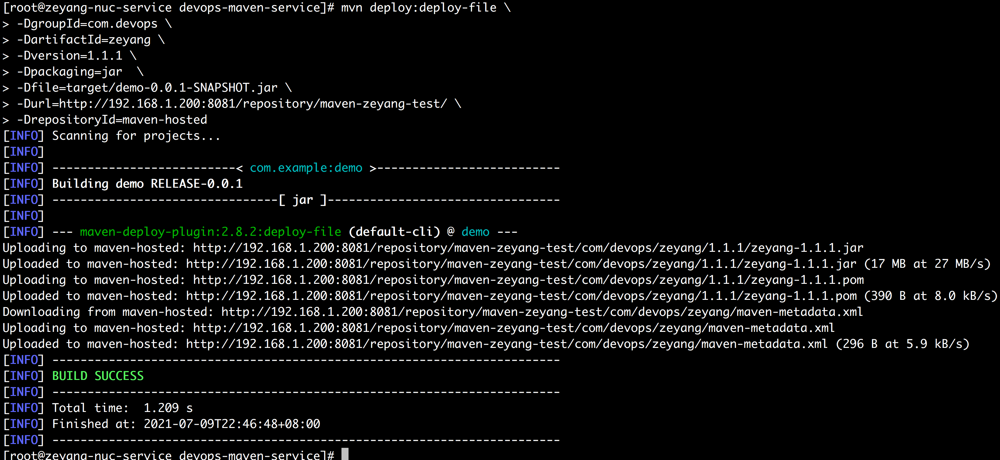 [root@zeyang-nuc-service devops-maven-service]# mvn deploy:deploy-file \
> -DgroupId=com.devops \
> -DartifactId=zeyang \
> -Dversion=1.1.1 \
> -Dpackaging=jar  \
> -Dfile=target/demo-0.0.1-SNAPSHOT.jar \
> -Durl=http://192.168.1.200:8081/repository/maven-zeyang-test/ \
> -DrepositoryId=maven-hosted
[INFO] Scanning for projects...
[INFO]
[INFO] --------------------------< com.example:demo >--------------------------
[INFO] Building demo RELEASE-0.0.1
[INFO] --------------------------------[ jar ]---------------------------------
[INFO]
[INFO] --- maven-deploy-plugin:2.8.2:deploy-file (default-cli) @ demo ---
Uploading to maven-hosted: http://192.168.1.200:8081/repository/maven-zeyang-test/com/devops/zeyang/1.1.1/zeyang-1.1.1.jar
Uploaded to maven-hosted: http://192.168.1.200:8081/repository/maven-zeyang-test/com/devops/zeyang/1.1.1/zeyang-1.1.1.jar (17 MB at 27 MB/s)
Uploading to maven-hosted: http://192.168.1.200:8081/repository/maven-zeyang-test/com/devops/zeyang/1.1.1/zeyang-1.1.1.pom
Uploaded to maven-hosted: http://192.168.1.200:8081/repository/maven-zeyang-test/com/devops/zeyang/1.1.1/zeyang-1.1.1.pom (390 B at 8.0 kB/s)
Downloading from maven-hosted: http://192.168.1.200:8081/repository/maven-zeyang-test/com/devops/zeyang/maven-metadata.xml
Uploading to maven-hosted: http://192.168.1.200:8081/repository/maven-zeyang-test/com/devops/zeyang/maven-metadata.xml
Uploaded to maven-hosted: http://192.168.1.200:8081/repository/maven-zeyang-test/com/devops/zeyang/maven-metadata.xml (296 B at 5.9 kB/s)
[INFO] ------------------------------------------------------------------------
[INFO] BUILD SUCCESS
[INFO] ------------------------------------------------------------------------
[INFO] Total time:  1.209 s
[INFO] Finished at: 2021-07-09T22:46:48+08:00
[INFO] ------------------------------------------------------------------------
[root@zeyang-nuc-service devops-maven-service]#